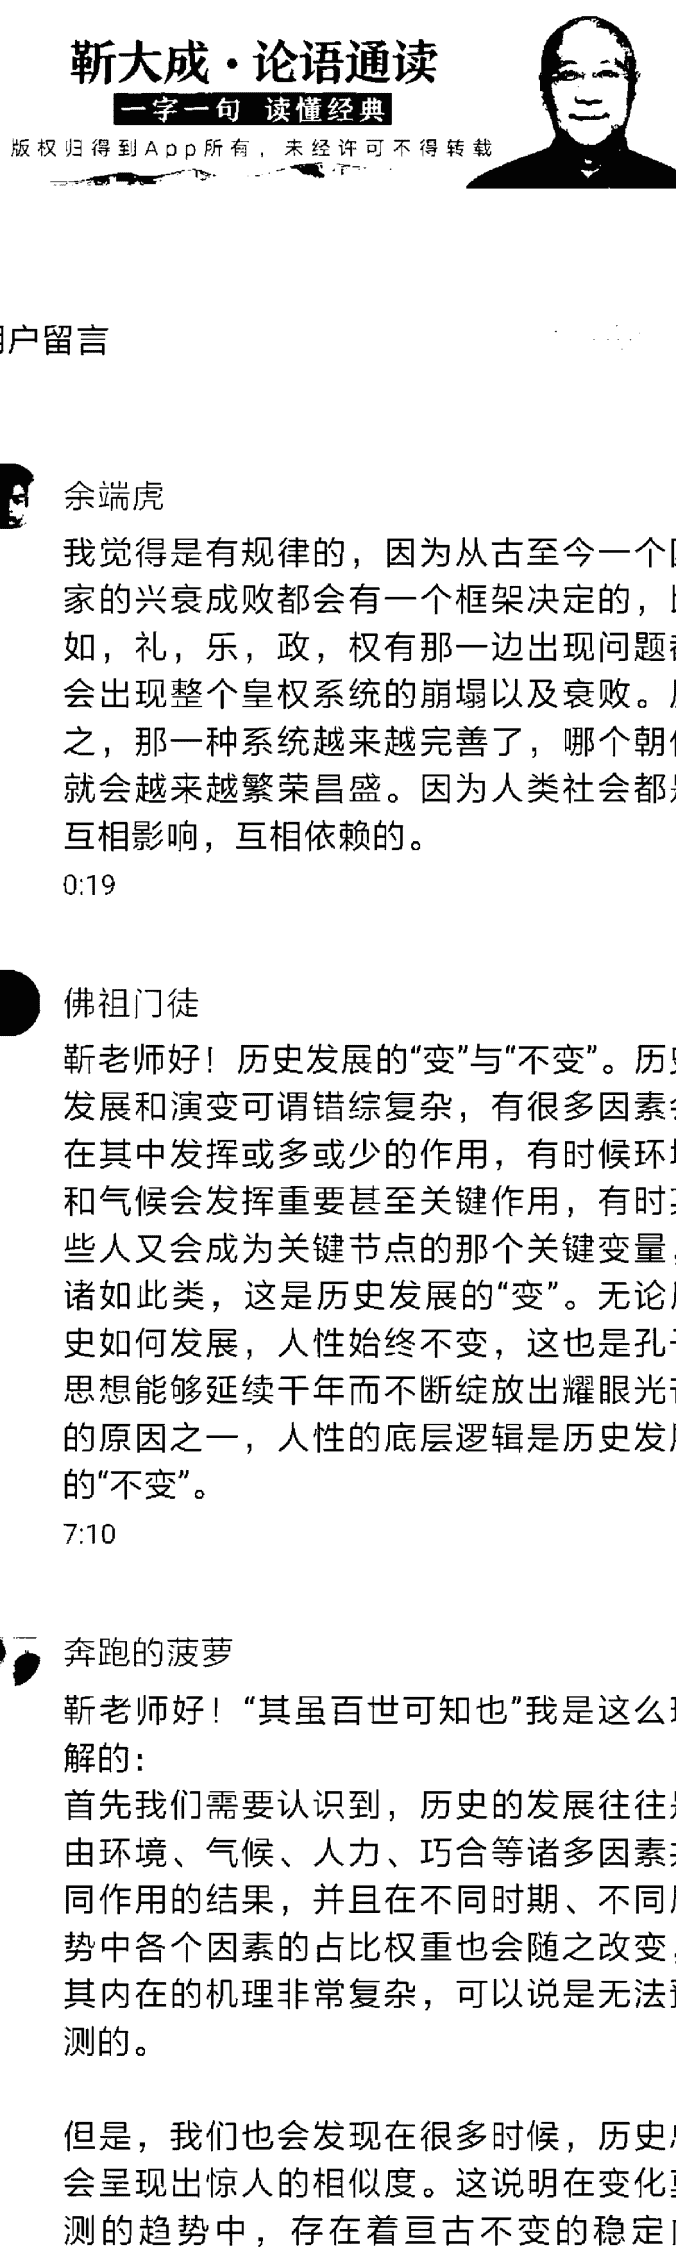 靳大成·论语通读
一字一句 读懂经典
版权归得到App所有，未经许可不得转载
户留言
余端虎
我觉得是有规律的，因为从古至今一个
家的兴衰成败都会有一个框架决定的，
如，礼，乐，政，权有那一边出现问题
会出现整个皇权系统的崩塌以及衰败。
之，那一种系统越来越完善了，哪个朝
就会越来越繁荣昌盛。因为人类社会都
互相影响，互相依赖的。
0:19
佛祖门徒
靳老师好！历史发展的“变”与“不变”。历
发展和演变可谓错综复杂，有很多因素
在其中发挥或多或少的作用，有时候环
和气候会发挥重要甚至关键作用，有时
些人又会成为关键节点的那个关键变量，
诸如此类，这是历史发展的“变”。无论
史如何发展，人性始终不变，这也是孔
思想能够延续千年而不断绽放出耀眼光
的原因之一，人性的底层逻辑是历史发
的“不变”。
7:10
奔跑的菠萝
靳老师好！“其虽百世可知也”我是这么
解的：
首先我们需要认识到，历史的发展往往
由环境、气候、人力、巧合等诸多因素
同作用的结果，并且在不同时期、不同
势中各个因素的占比权重也会随之改变，
其内在的机理非常复杂，可以说是无法
测的。
但是，我们也会发现在很多时候，历史
会呈现出惊人的相似度。这说明在变化
测的趋势中，存在着亘古不变的稳定